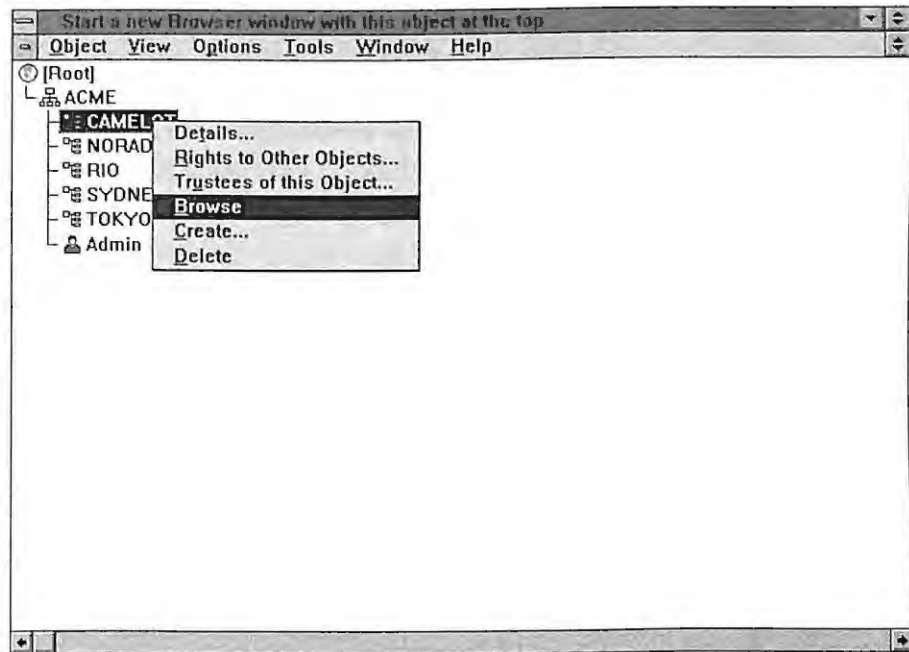 Start a new Browser window with this object at the top
Object View Options Tools Window Help
[Root]
ACME
CAMELOT
NORAD
RIO
SYDNE
TOKYO
Admin
Details...
Rights to Other Objects...
Trustees of this Object...
Browse
Create...
Delete